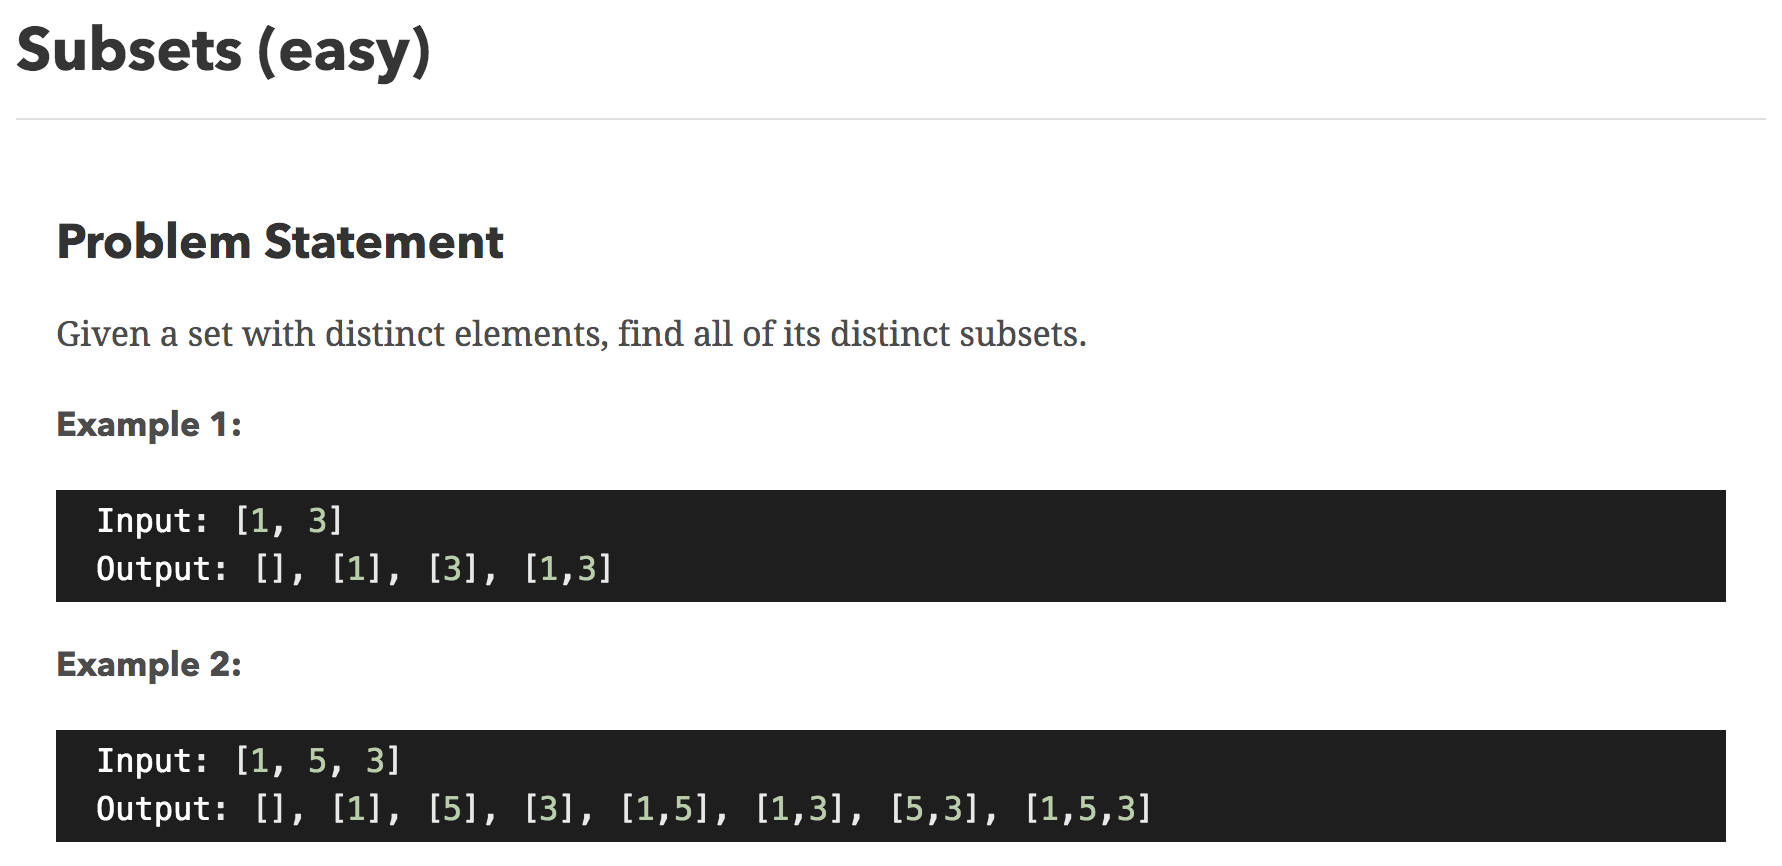 Subsets (easy)
Problem Statement
Given a set with distinct elements, find all of its distinct subsets.
Example 1:
Input: [1, 3]
Output: [], [1], [3], [1,3]
Example 2:
Input: [1, 5, 3]
Output: [], [1], [5], [3], [1,5], [1,3], [5,3], [1,5,3]